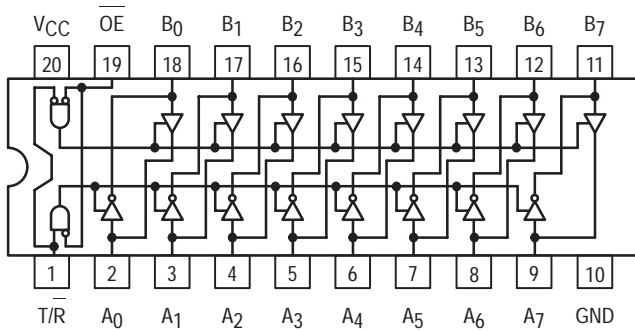 VCC OE B0 B1 B2 B3 B4 B5 B6 B7
20 19 18 17 16 15 14 13 12 11
1 2 3 4 5 6 7 8 9 10
T/R A0 A1 A2 A3 A4 A5 A6 A7 GND